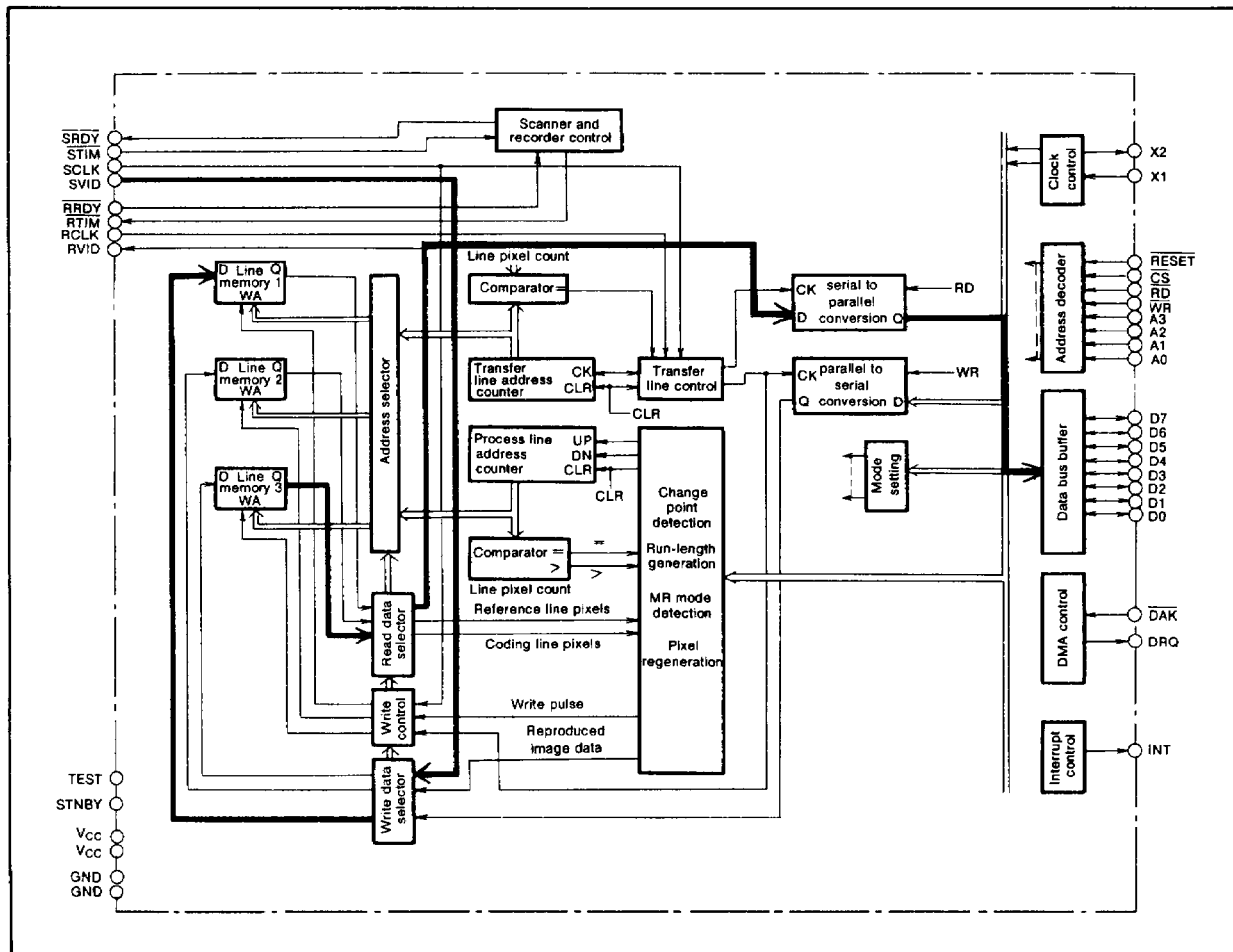 Scanner and
recorder control
SRDY
STIM
SCLK
SVID
RRDY
RTIM
RCLK
RVID
Clock
control
X2
X1
Line pixel count
Comparator =
D Line Q
memory 1
WA
D Line Q
memory 2
WA
D Line Q
memory 3
WA
Address selector
Transfer CK
line address
counter CLR
Transfer
line control
CLR
CK serial to
parallel
D conversion Q
RD
CK parallel to
serial
Q conversion D
WR
Address decoder
RESET
CS
RD
WR
A3
A2
A1
A0
Process line UP
address DN
counter CLR
CLR
Mode
setting
Data bus buffer
D7
D6
D5
D4
D3
D2
D1
D0
Comparator =
>
=
>
Line pixel count
Change
point
detection
Run-length
generation
MR mode
detection
Pixel
regeneration
Reference line pixels
Coding line pixels
Read data
selector
DMA control
DAK
DRQ
Write
control
Write pulse
Reproduced
image data
Write data
selector
Interrupt
control
INT
TEST
STNBY
VCC
VCC
GND
GND